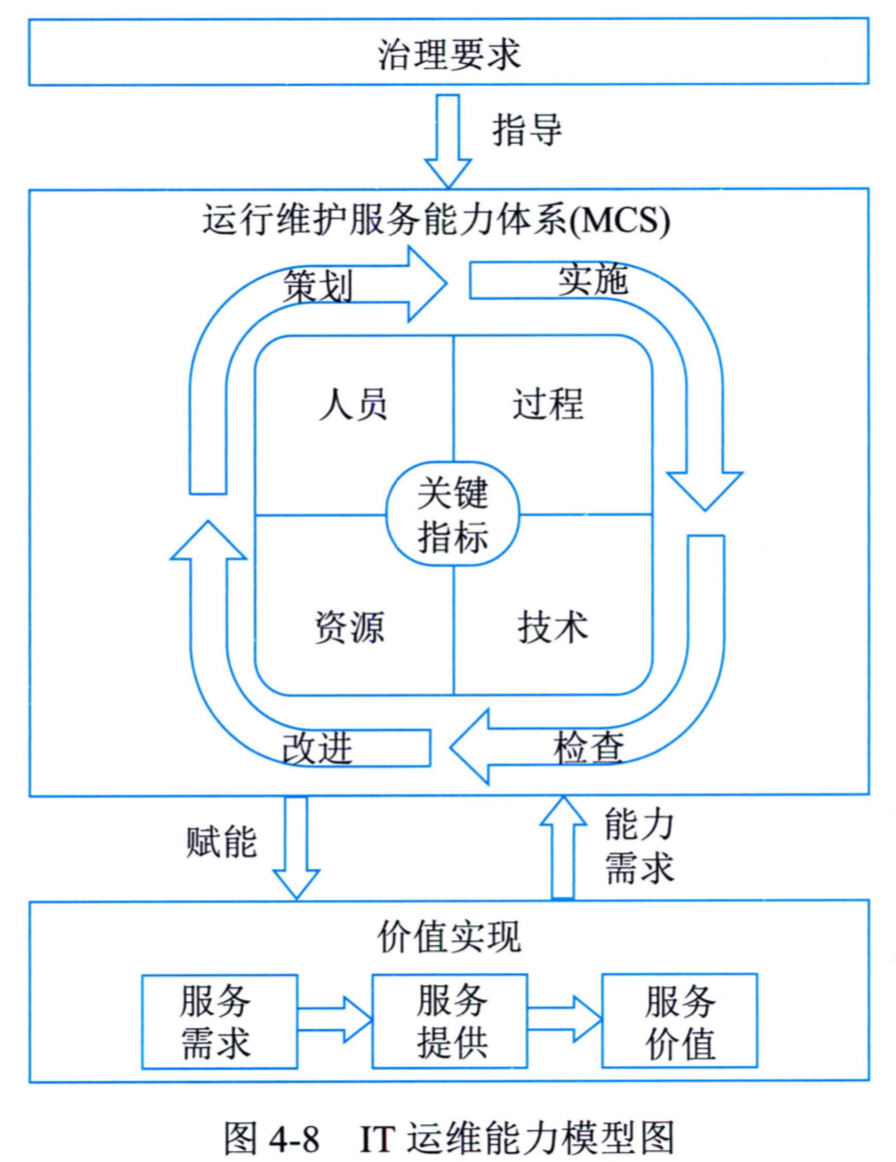 治理要求
指导
运行维护服务能力体系(MCS)
策划
实施
人员
过程
关键
指标
资源
技术
改进
检查
赋能
能力
需求
价值实现
服务
需求
服务
提供
服务
价值
图 4-8 IT 运维能力模型图